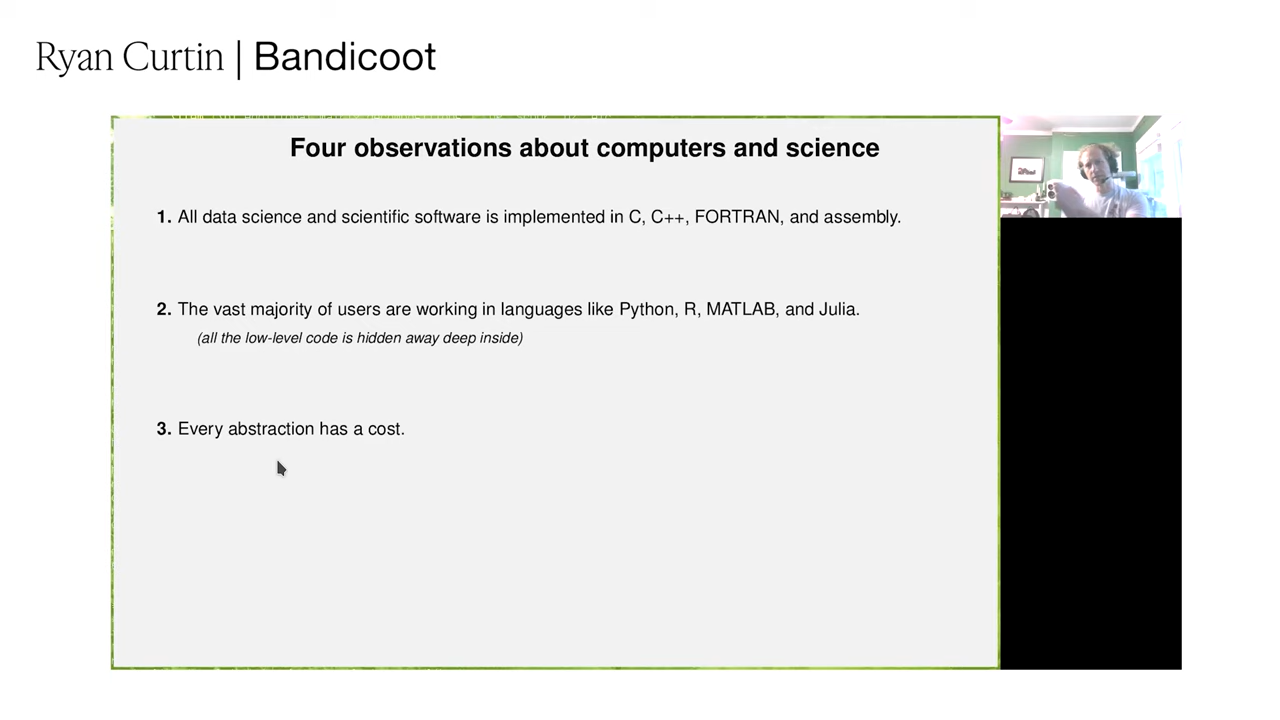 Ryan Curtin | Bandicoot
Four observations about computers and science
1. All data science and scientific software is implemented in C, C++, FORTRAN, and assembly.
2. The vast majority of users are working in languages like Python, R, MATLAB, and Julia.
(all the low-level code is hidden away deep inside)
3. Every abstraction has a cost.